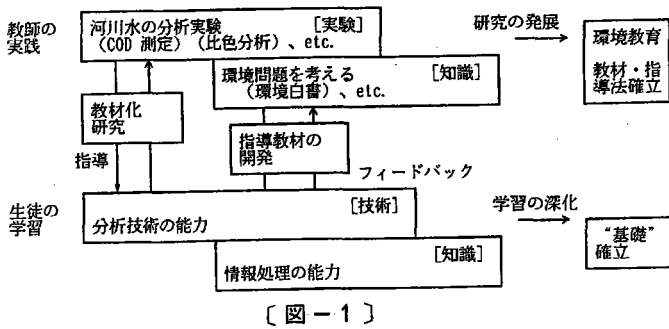 教師の
実践
河川水の分析実験 [実験]
(COD 測定)(比色分析)、etc.
研究の発展
環境教育
教材・指
導法確立
環境問題を考える [知識]
(環境白書)、etc.
教材化
研究
指導教材の
開発
指導
フィードバック
生徒の
学習
[技術]
分析技術の能力
学習の深化
“基礎”
確立
[知識]
情報処理の能力
〔図-1〕